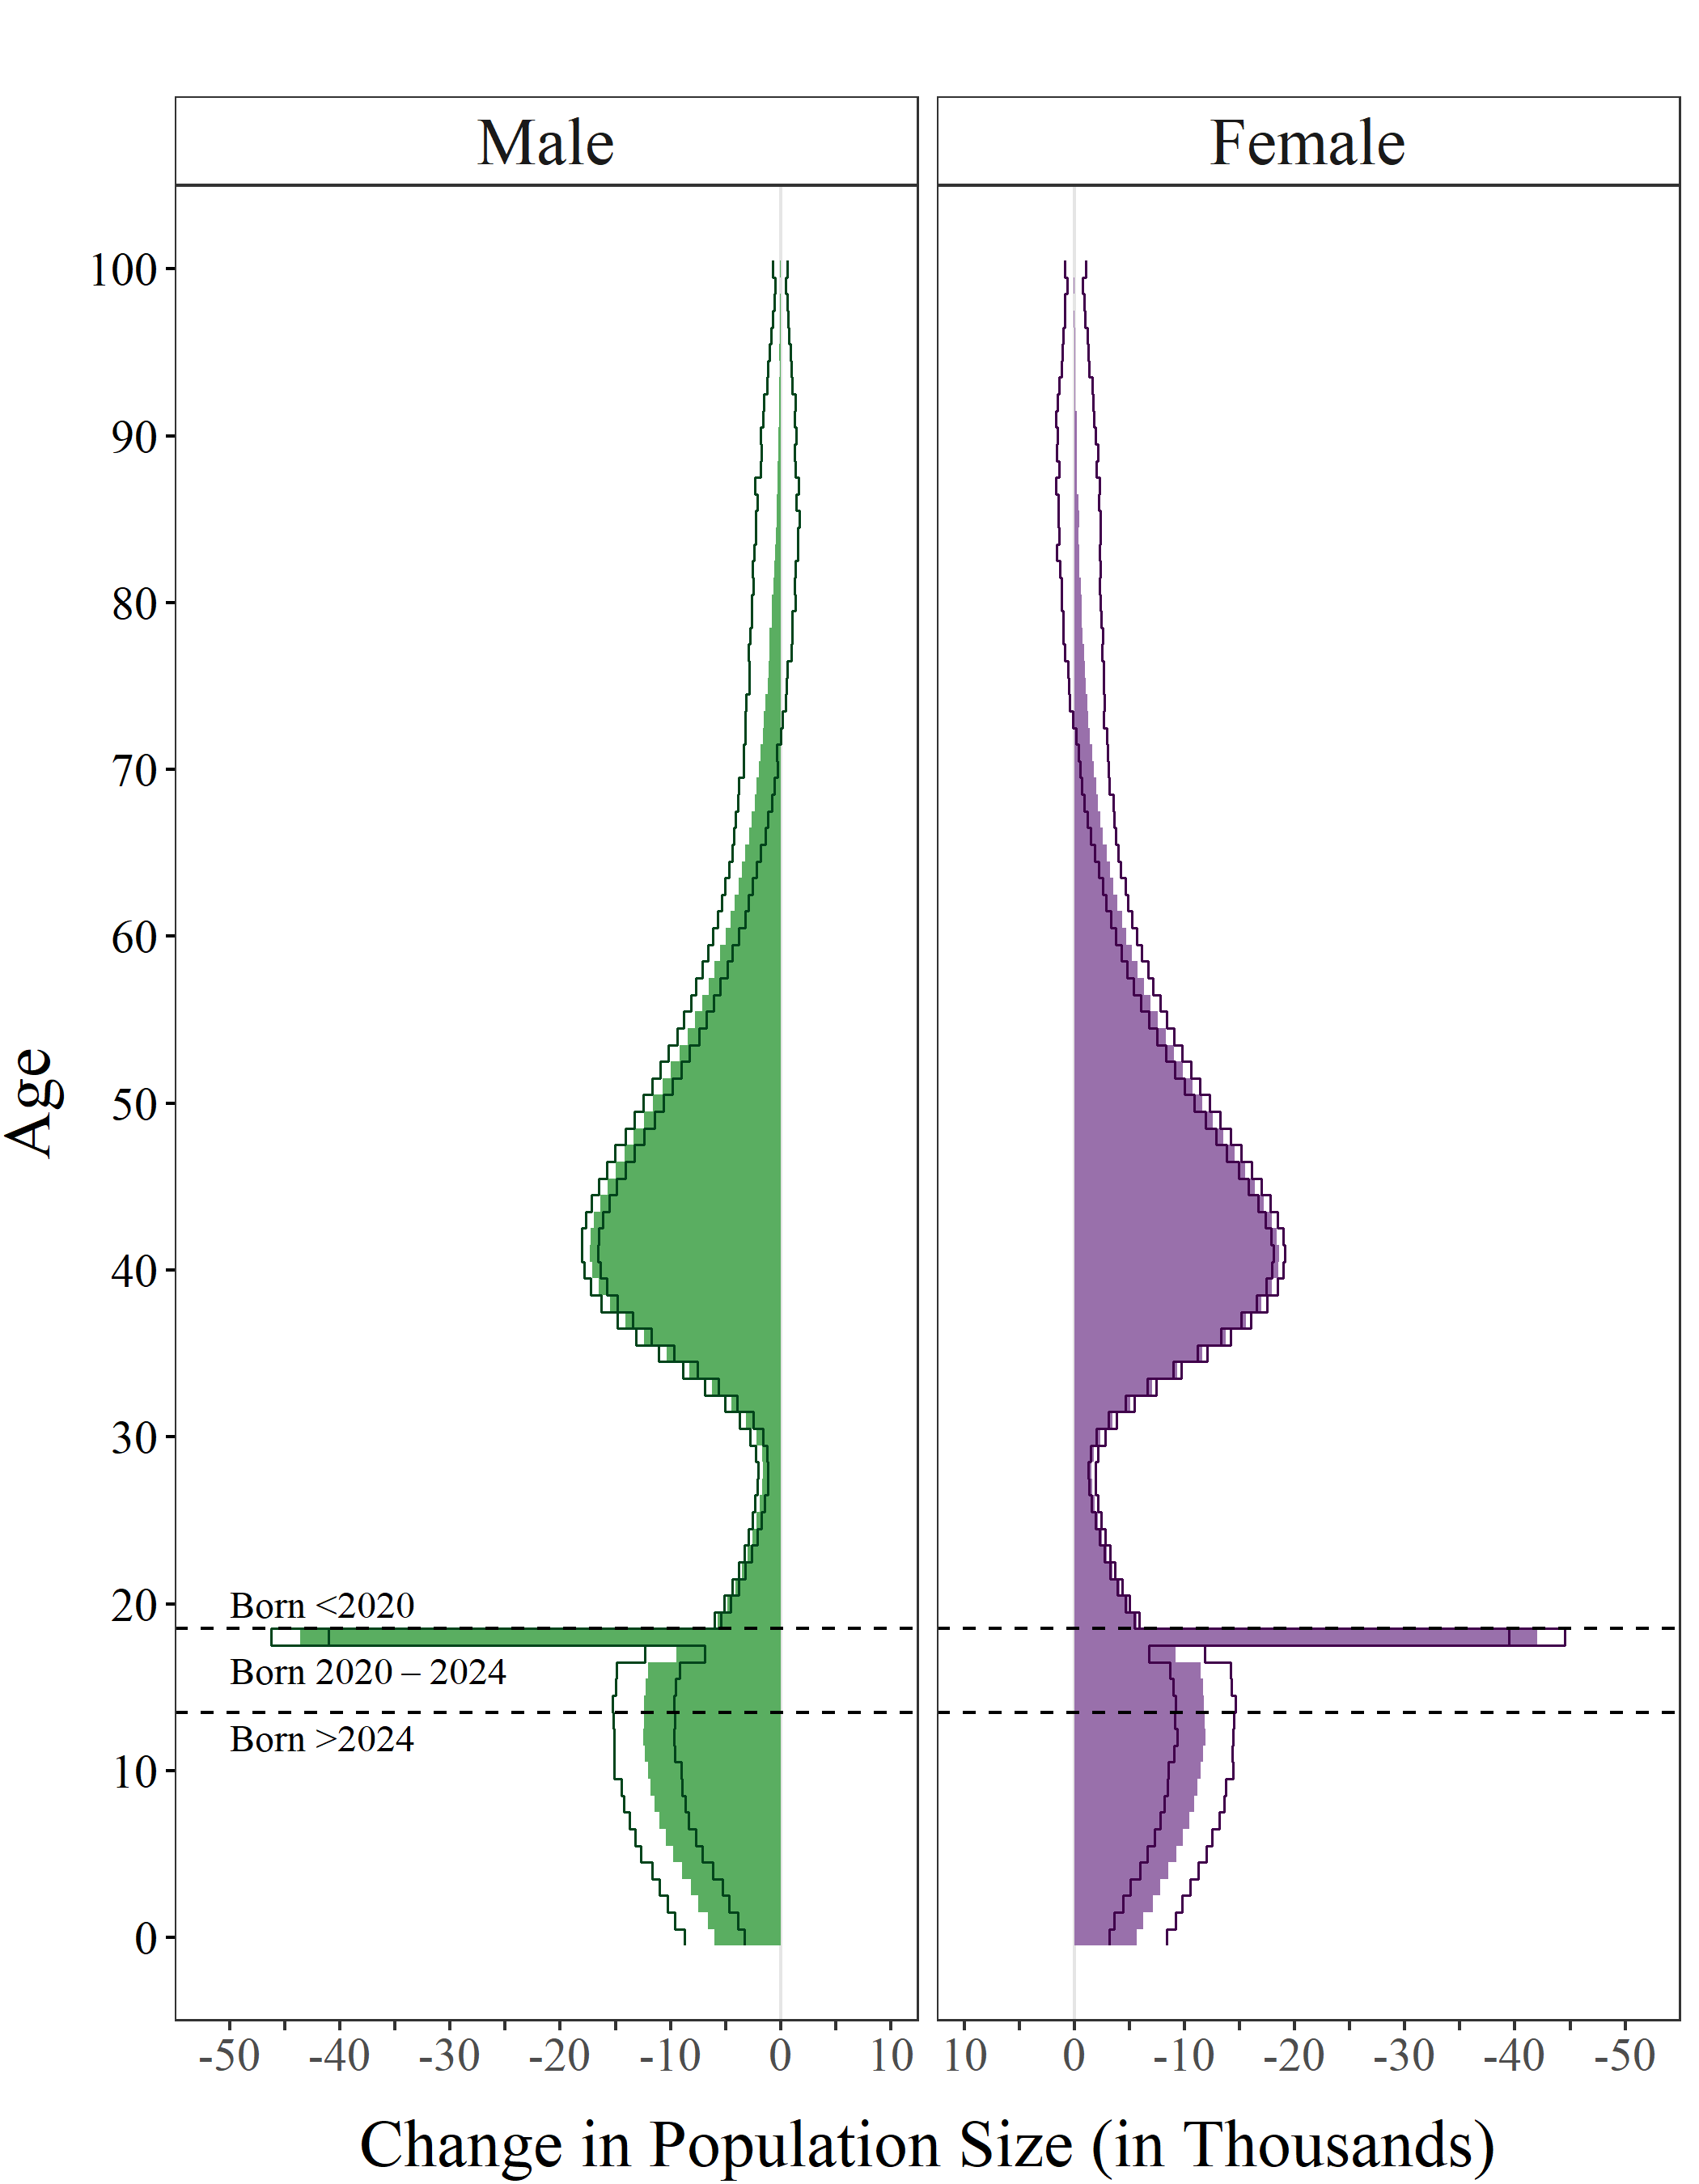 Male
Female
100
90
80
70
60
50
40
30
20
10
0
Age
Born <2020
Born 2020 – 2024
Born >2024
-50 -40 -30 -20 -10 0 10
10 0 -10 -20 -30 -40 -50
Change in Population Size (in Thousands)